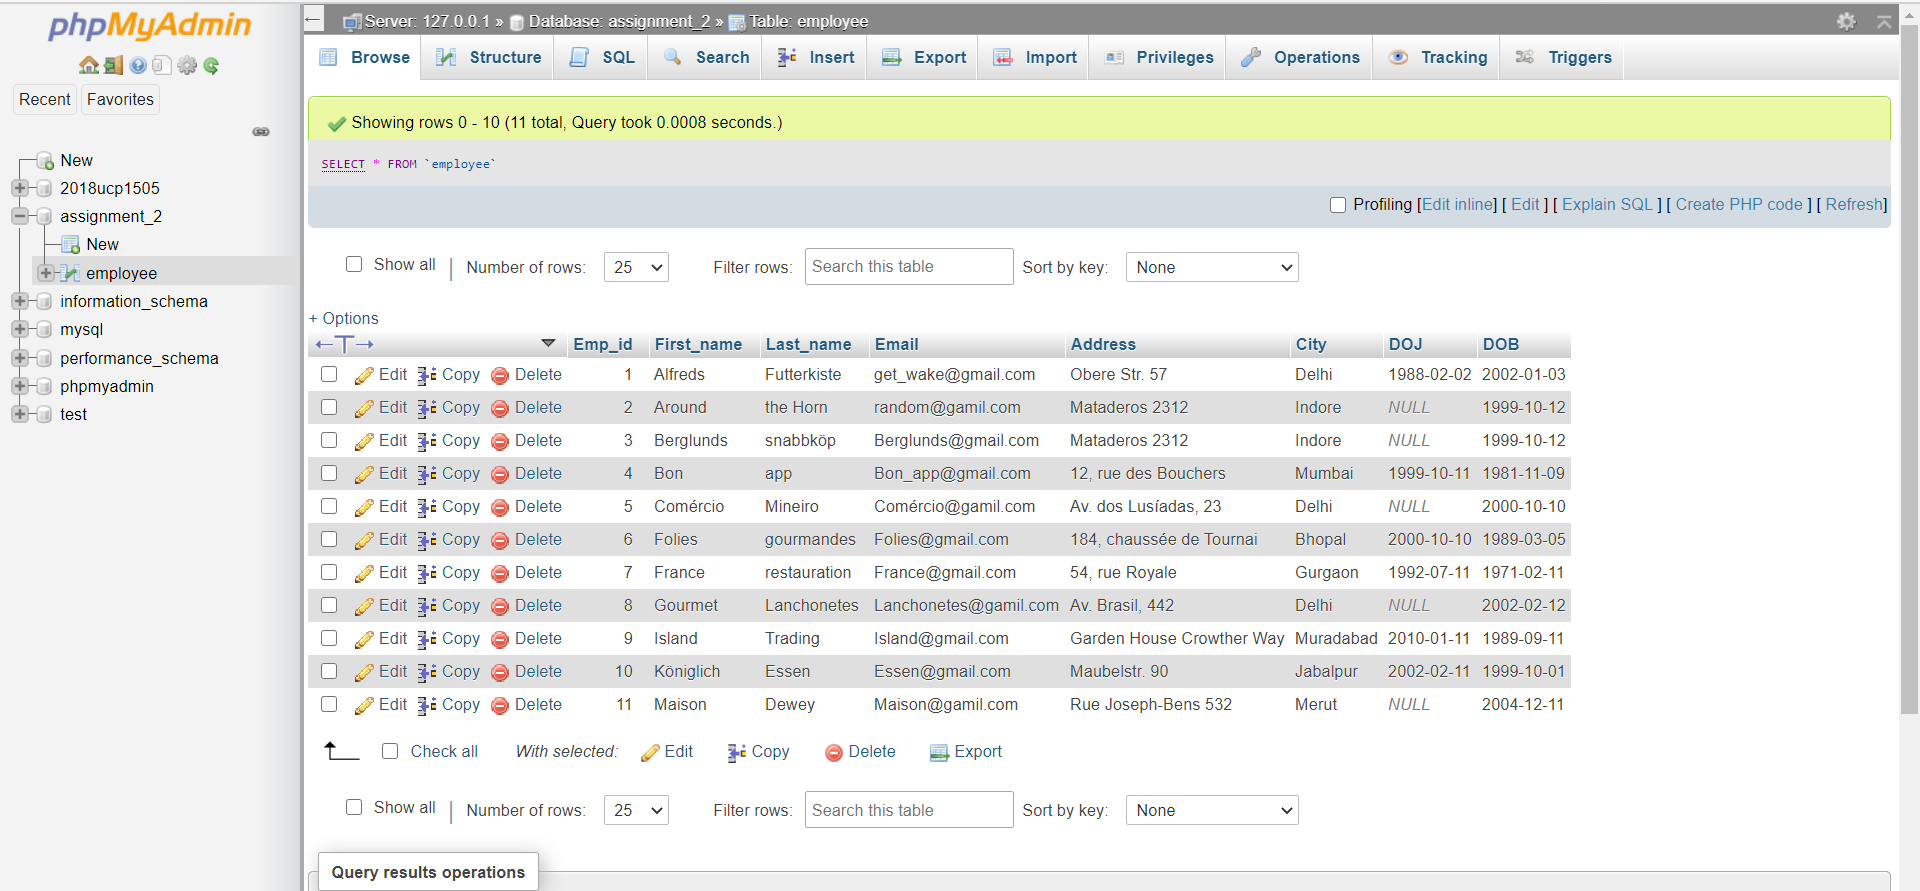 phpMyAdmin
Recent Favorites
New
2018ucp1505
assignment_2
New
employee
information_schema
mysql
performance_schema
phpmyadmin
test
Server: 127.0.0.1 » Database: assignment_2 » Table: employee
Browse Structure SQL Search Insert Export Import Privileges Operations Tracking Triggers
Showing rows 0 - 10 (11 total, Query took 0.0008 seconds.)
SELECT * FROM `employee`
Profiling [Edit inline] [ Edit ] [ Explain SQL ] [ Create PHP code ] [ Refresh]
Show all | Number of rows: 25 Filter rows: Search this table Sort by key: None
+ Options
←T→ Emp_id First_name Last_name Email Address City DOJ DOB
Edit Copy Delete 1 Alfreds Futterkiste get_wake@gmail.com Obere Str. 57 Delhi 1988-02-02 2002-01-03
Edit Copy Delete 2 Around the Horn random@gamil.com Mataderos 2312 Indore NULL 1999-10-12
Edit Copy Delete 3 Berglunds snabbköp Berglunds@gmail.com Mataderos 2312 Indore NULL 1999-10-12
Edit Copy Delete 4 Bon app Bon_app@gmail.com 12, rue des Bouchers Mumbai 1999-10-11 1981-11-09
Edit Copy Delete 5 Comércio Mineiro Comércio@gamil.com Av. dos Lusíadas, 23 Delhi NULL 2000-10-10
Edit Copy Delete 6 Folies gourmandes Folies@gmail.com 184, chaussée de Tournai Bhopal 2000-10-10 1989-03-05
Edit Copy Delete 7 France restauration France@gmail.com 54, rue Royale Gurgaon 1992-07-11 1971-02-11
Edit Copy Delete 8 Gourmet Lanchonetes Lanchonetes@gamil.com Av. Brasil, 442 Delhi NULL 2002-02-12
Edit Copy Delete 9 Island Trading Island@gmail.com Garden House Crowther Way Muradabad 2010-01-11 1989-09-11
Edit Copy Delete 10 Königlich Essen Essen@gmail.com Maubelstr. 90 Jabalpur 2002-02-11 1999-10-01
Edit Copy Delete 11 Maison Dewey Maison@gamil.com Rue Joseph-Bens 532 Merut NULL 2004-12-11
Check all With selected: Edit Copy Delete Export
Show all | Number of rows: 25 Filter rows: Search this table Sort by key: None
Query results operations